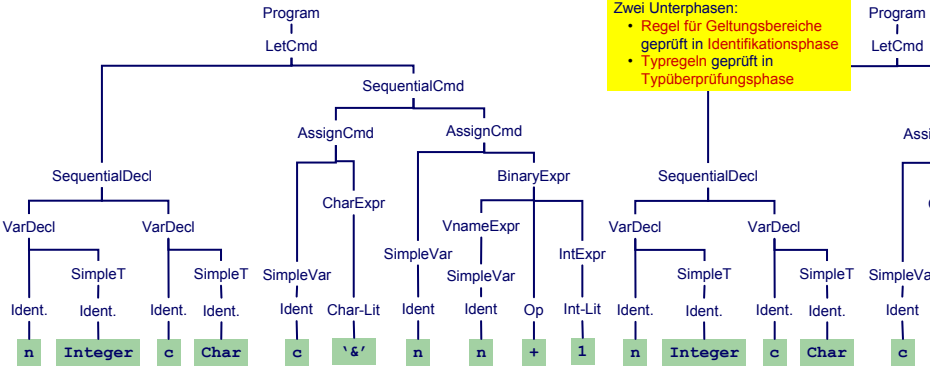 Program
LetCmd
SequentialCmd
AssignCmd AssignCmd
SequentialDecl BinaryExpr
CharExpr
VarDecl VarDecl VnameExpr
SimpleVar IntExpr
SimpleT SimpleT SimpleVar SimpleVar
Ident. Ident. Ident. Ident. Ident Char-Lit Ident Ident Op Int-Lit
n Integer c Char c ‘&’ n n + 1
Zwei Unterphasen:
• Regel für Geltungsbereiche
geprüft in Identifikationsphase
• Typregeln geprüft in
Typüberprüfungsphase
Program
LetCmd
SequentialDecl
VarDecl VarDecl
SimpleT SimpleT
Ident. Ident. Ident. Ident. Ident
n Integer c Char c